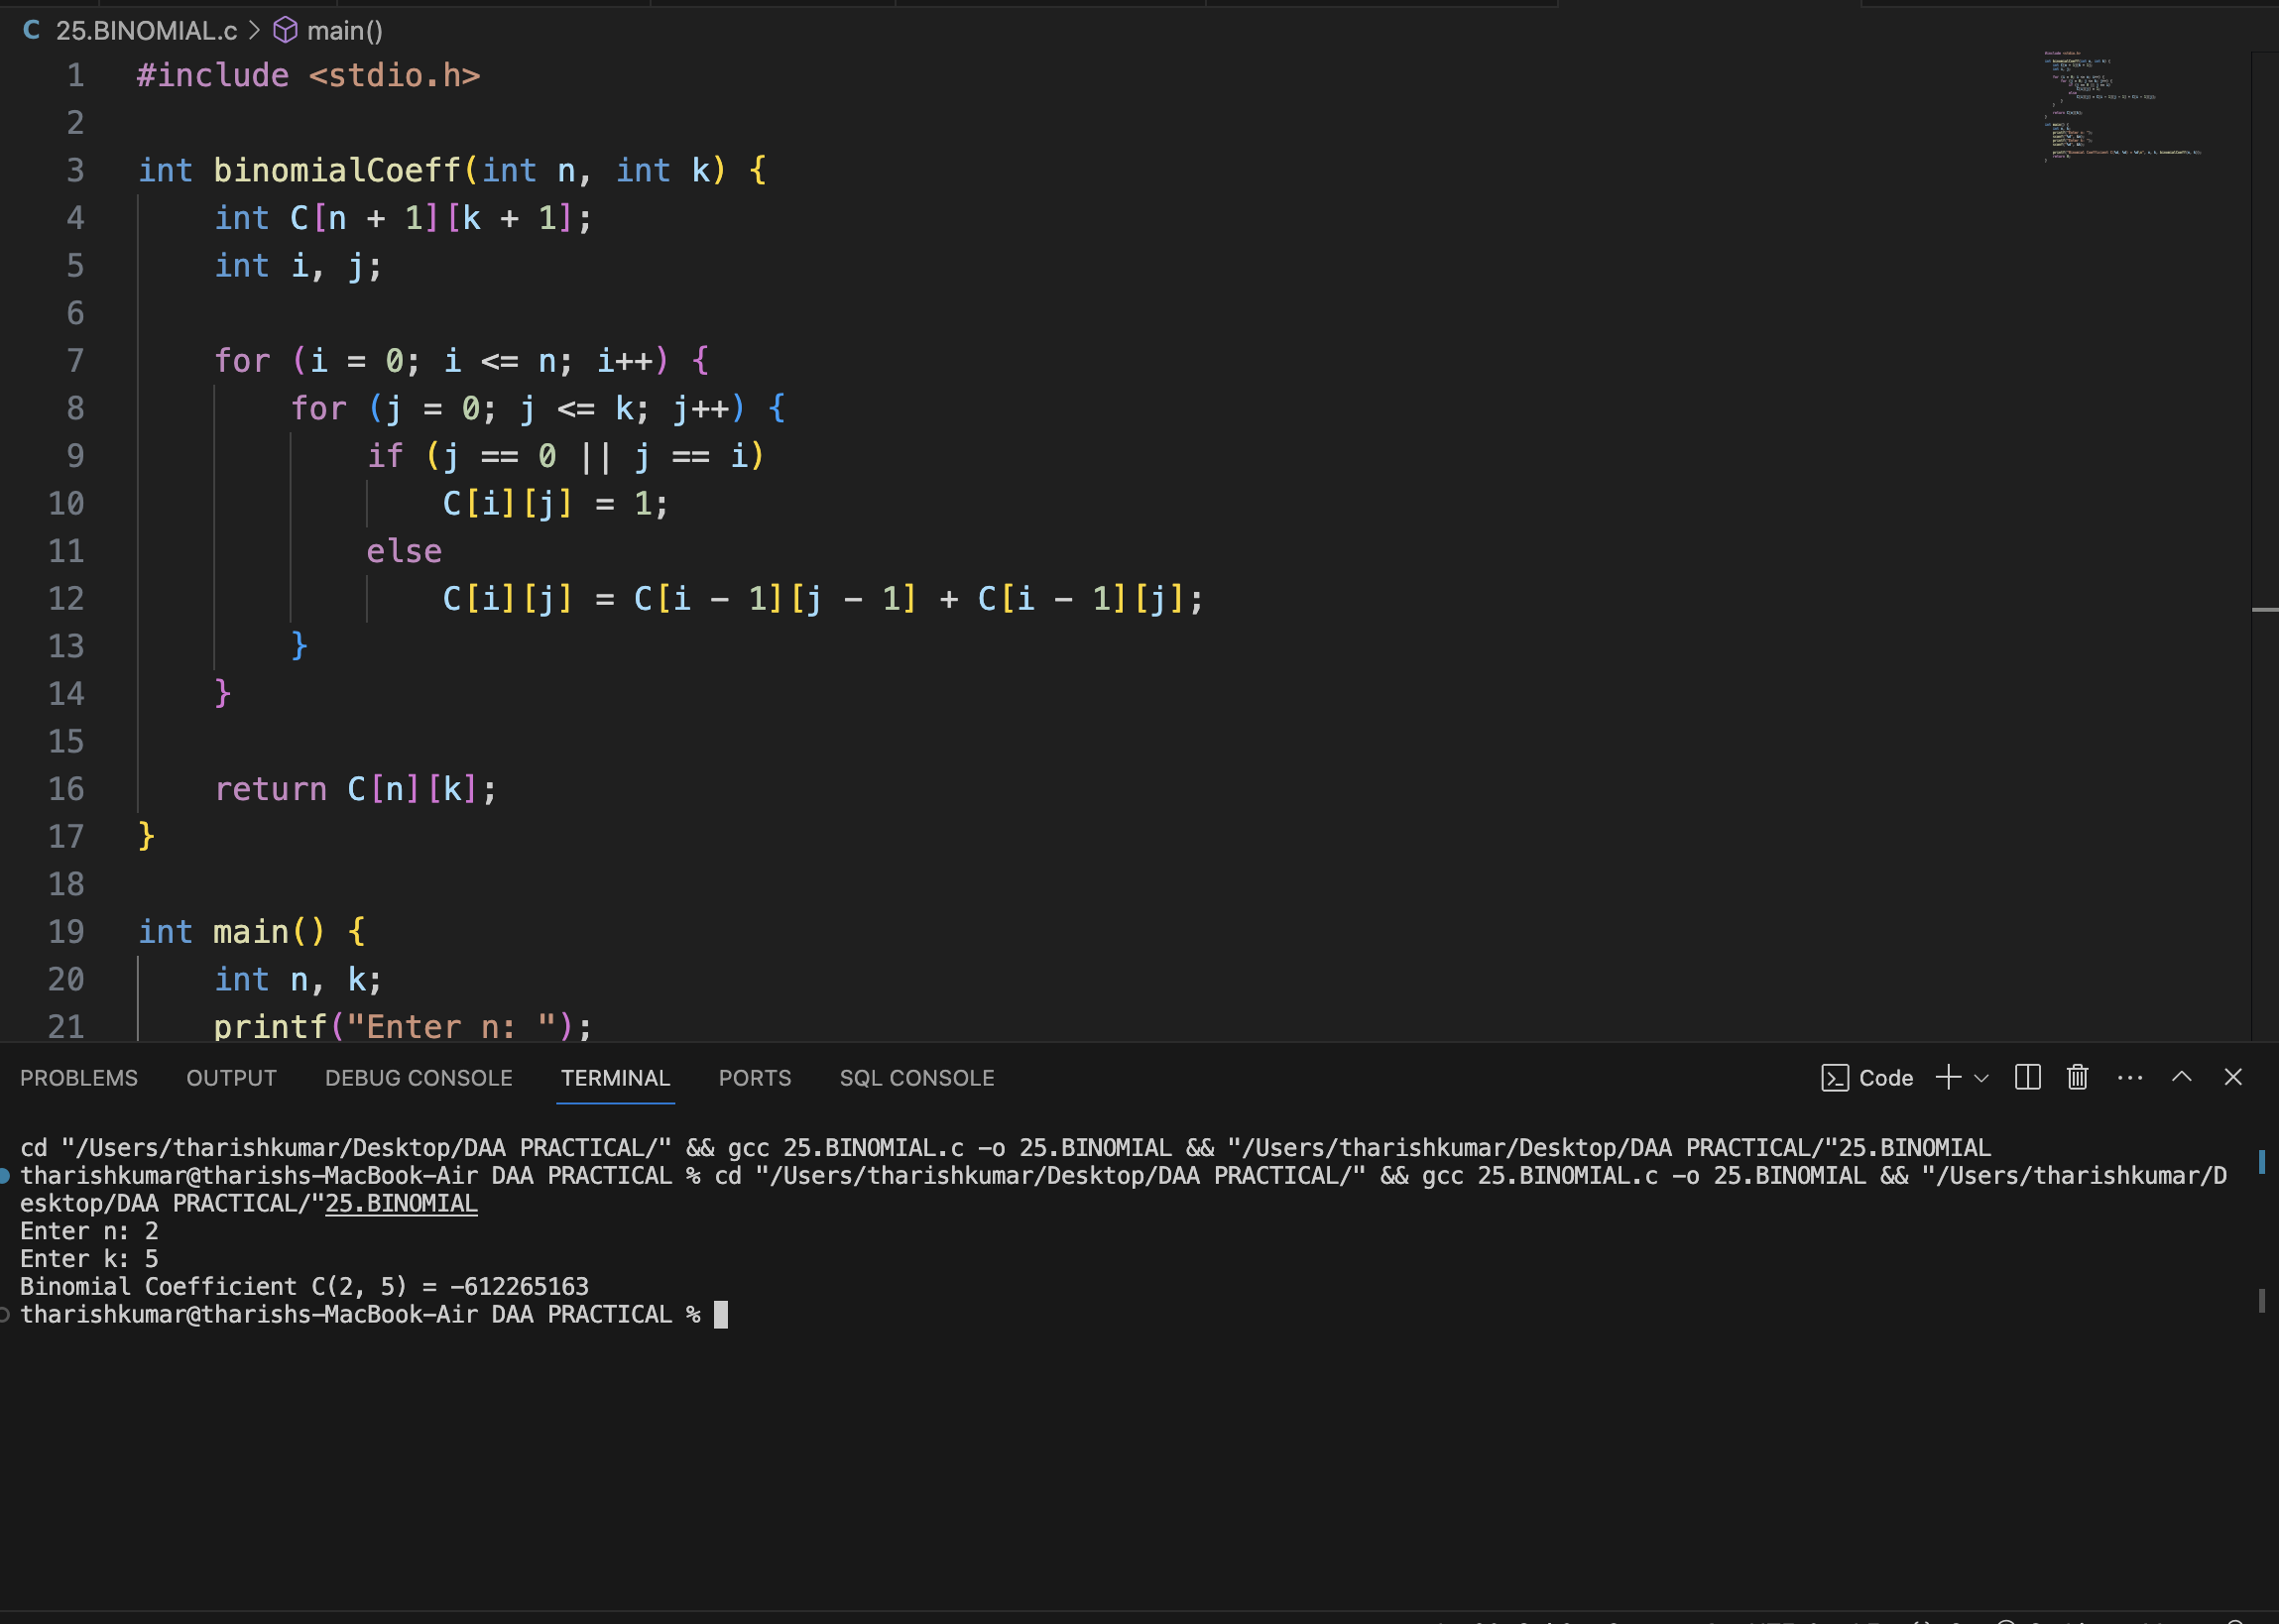 C 25.BINOMIAL.c > main()
1 #include <stdio.h>
2
3 int binomialCoeff(int n, int k) {
4     int C[n + 1][k + 1];
5     int i, j;
6
7     for (i = 0; i <= n; i++) {
8         for (j = 0; j <= k; j++) {
9             if (j == 0 || j == i)
10                 C[i][j] = 1;
11             else
12                 C[i][j] = C[i - 1][j - 1] + C[i - 1][j];
13         }
14     }
15
16     return C[n][k];
17 }
18
19 int main() {
20     int n, k;
21     printf("Enter n: ");
PROBLEMS OUTPUT DEBUG CONSOLE TERMINAL PORTS SQL CONSOLE Code
cd "/Users/tharishkumar/Desktop/DAA PRACTICAL/" && gcc 25.BINOMIAL.c -o 25.BINOMIAL && "/Users/tharishkumar/Desktop/DAA PRACTICAL/"25.BINOMIAL
tharishkumar@tharishs-MacBook-Air DAA PRACTICAL % cd "/Users/tharishkumar/Desktop/DAA PRACTICAL/" && gcc 25.BINOMIAL.c -o 25.BINOMIAL && "/Users/tharishkumar/D
esktop/DAA PRACTICAL/"25.BINOMIAL
Enter n: 2
Enter k: 5
Binomial Coefficient C(2, 5) = -612265163
tharishkumar@tharishs-MacBook-Air DAA PRACTICAL %